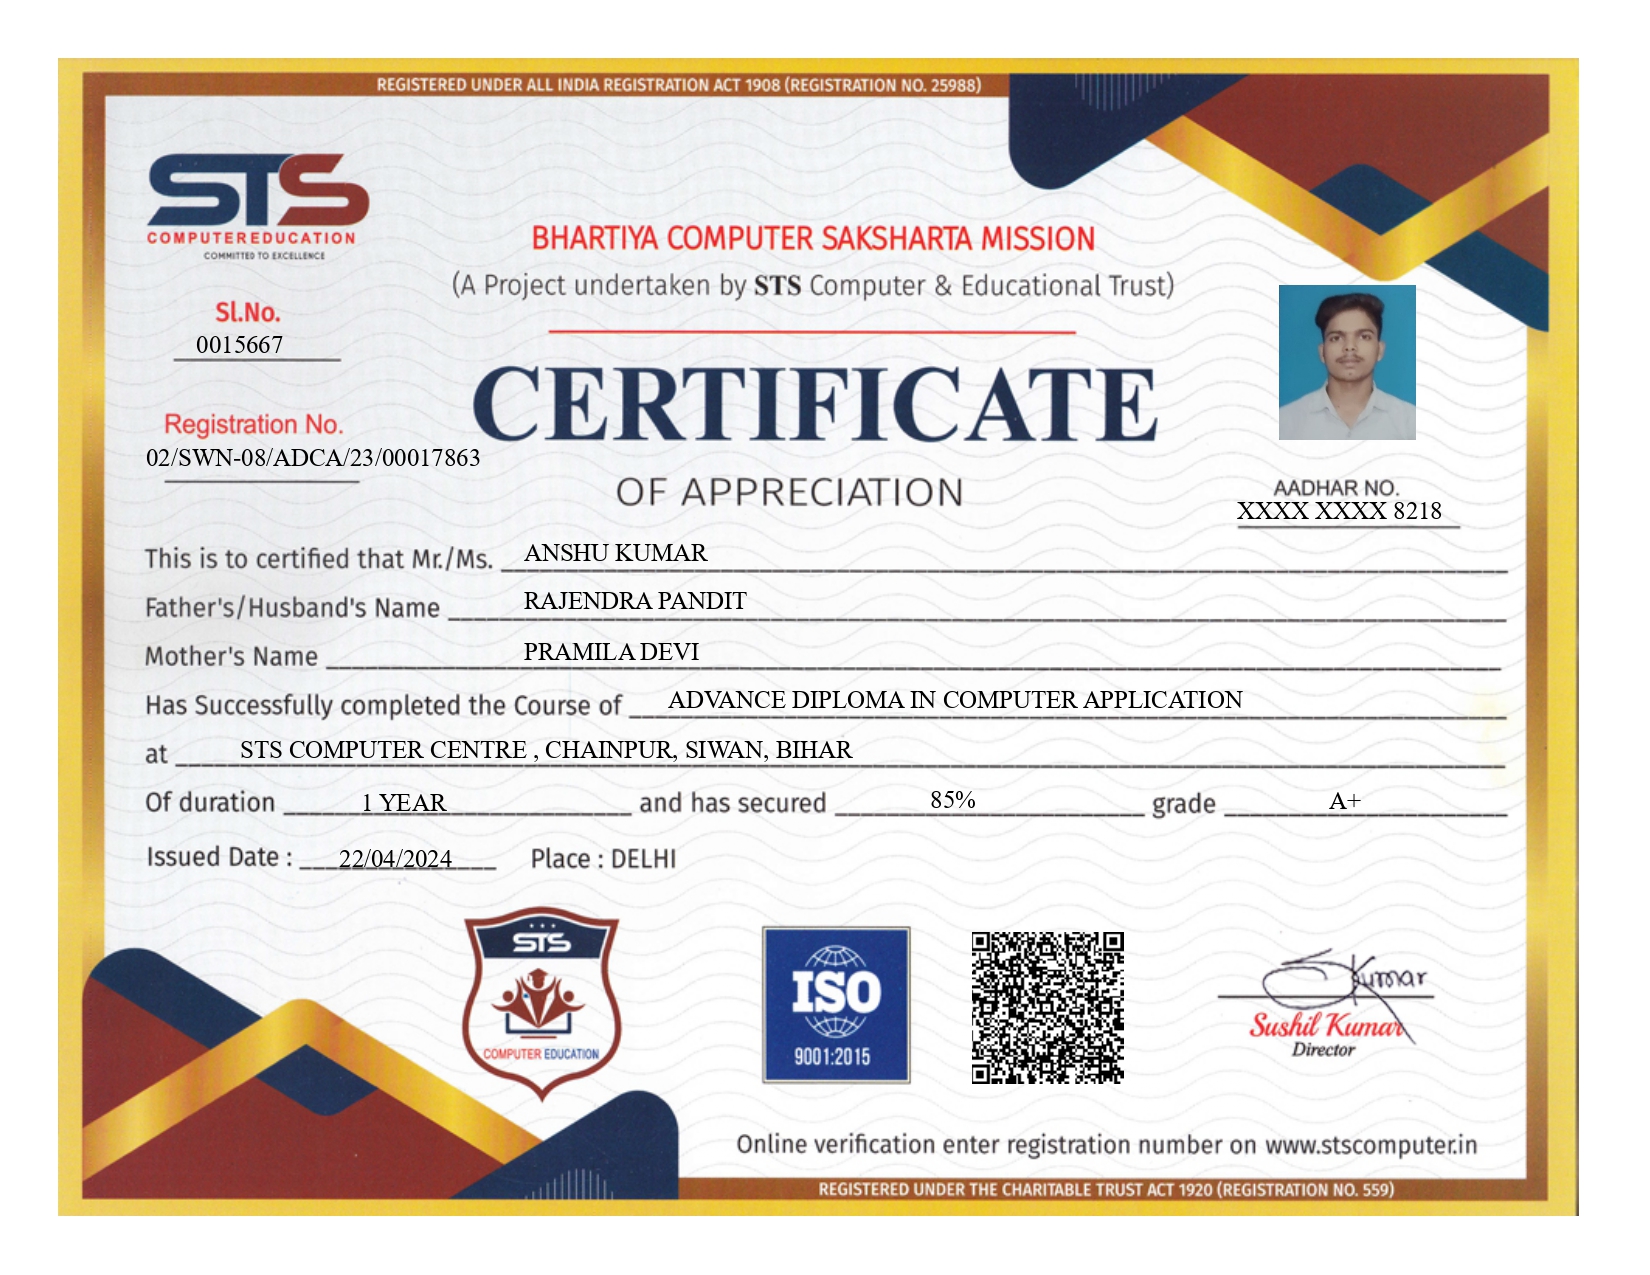 REGISTERED UNDER ALL INDIA REGISTRATION ACT 1908 (REGISTRATION NO. 25988)
STS
COMPUTER EDUCATION
COMMITTED TO EXCELLENCE
BHARTIYA COMPUTER SAKSHARTA MISSION
(A Project undertaken by STS Computer & Educational Trust)
Sl.No.
0015667
CERTIFICATE
OF APPRECIATION
Registration No.
02/SWN-08/ADCA/23/00017863
AADHAR NO.
XXXX XXXX 8218
This is to certified that Mr./Ms. ANSHU KUMAR
Father's/Husband's Name RAJENDRA PANDIT
Mother's Name PRAMILA DEVI
Has Successfully completed the Course of ADVANCE DIPLOMA IN COMPUTER APPLICATION
at STS COMPUTER CENTRE , CHAINPUR, SIWAN, BIHAR
Of duration 1 YEAR and has secured 85% grade A+
Issued Date : 22/04/2024 Place : DELHI
STS
COMPUTER EDUCATION
ISO
9001:2015
SKumar
Sushil Kumar
Director
Online verification enter registration number on www.stscomputer.in
REGISTERED UNDER THE CHARITABLE TRUST ACT 1920 (REGISTRATION NO. 559)